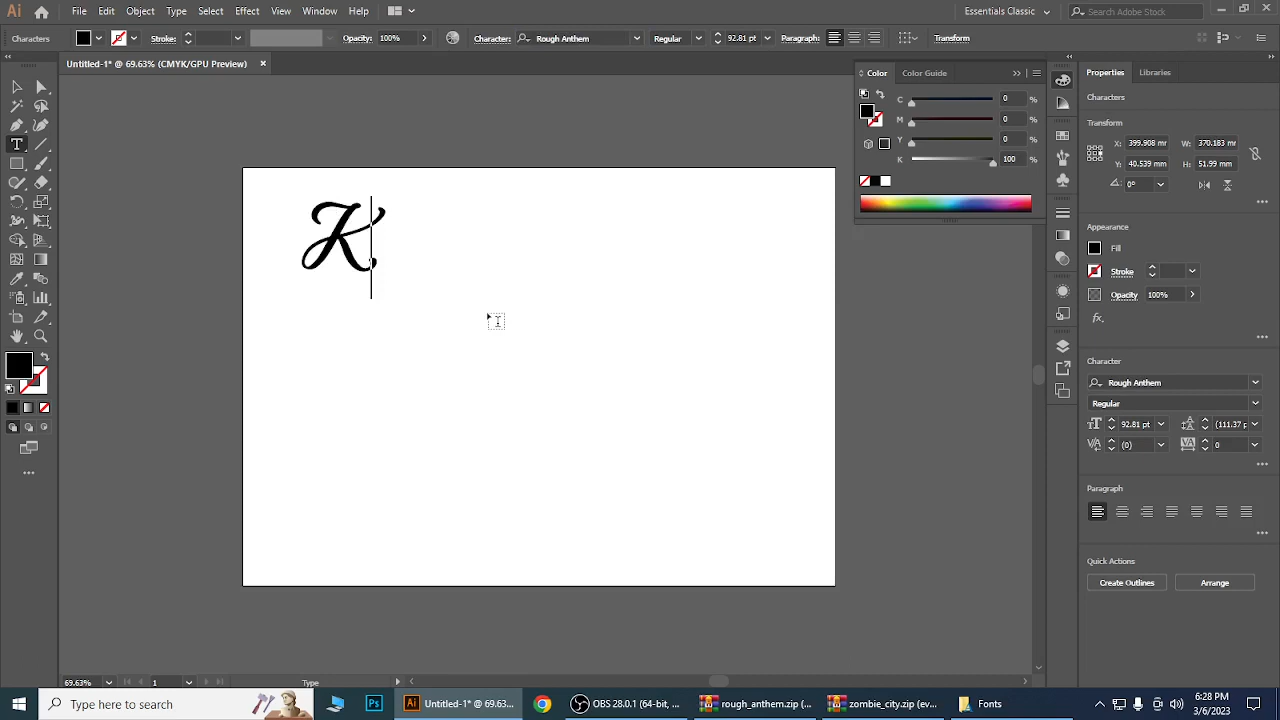 Ai File Edit Object Type Select Effect View Window Help Essentials Classic Search Adobe Stock
Characters Stroke: Opacity: 100% Character: Rough Anthem Regular 92.81 pt Paragraph: Transform
Untitled-1* @ 69.63% (CMYK/GPU Preview) ×
Color Color Guide
C 0 %
M 0 %
Y 0 %
K 100 %
Properties Libraries
Characters
Transform
X: 399.908 mm W: 370.183 mm
Y: 40.539 mm H: 51.99 mm
0°
Appearance
Fill
Stroke
Opacity 100%
fx.
Character
Rough Anthem
Regular
92.81 pt (111.37 p
(0) 0
Paragraph
Quick Actions
Create Outlines Arrange
K
69.63% 1 Type
Type here to search Ps Ai Untitled-1* @ 69.63... OBS 28.0.1 (64-bit, ... rough_anthem.zip (... zombie_city.zip (ev... Fonts
6:28 PM
3/6/2023